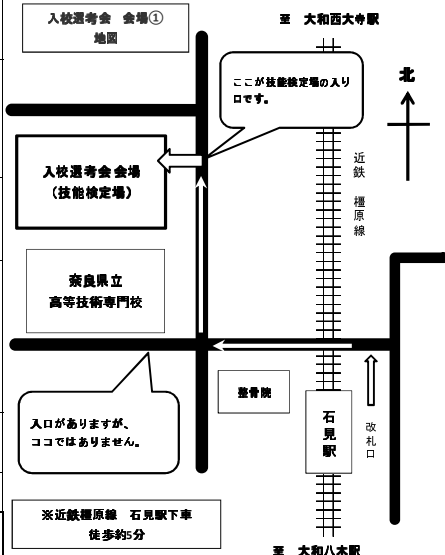 入校選考会 会場①
地図
至 大和西大寺駅
ここが技能検定場の入り
口です。
北
入校選考会会場
(技能検定場)
近鉄 橿原線
奈良県立
高等技術専門校
整骨院
石見駅
改札口
入口がありますが、
ココではありません。
※近鉄橿原線 石見駅下車
徒歩約5分
至 大和八木駅